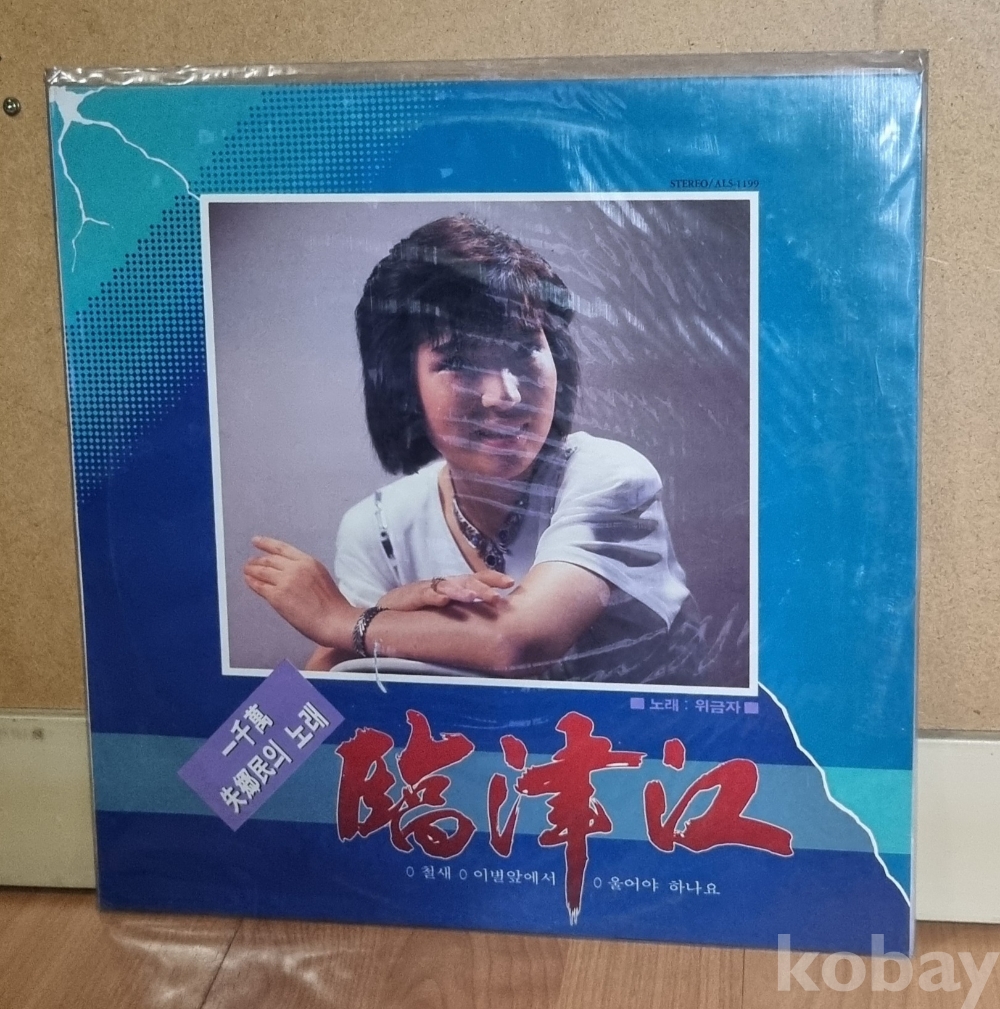 STEREO/ALS-1199
■ 노래 : 위금자 ■
一千萬
失鄕民의 노래
臨津江
○ 철새 ○ 이별앞에서 ○ 울어야 하나요
kobay